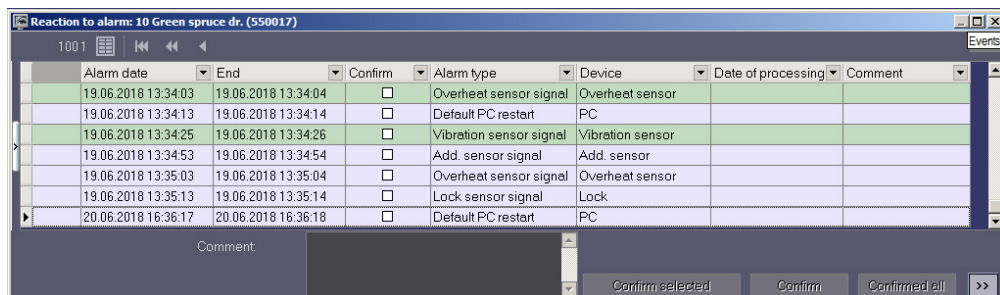 Reaction to alarm: 10 Green spruce dr. (550017)
1001
Events
Alarm date End Confirm Alarm type Device Date of processing Comment
19.06.2018 13:34:03 19.06.2018 13:34:04 Overheat sensor signal Overheat sensor
19.06.2018 13:34:13 19.06.2018 13:34:14 Default PC restart PC
19.06.2018 13:34:25 19.06.2018 13:34:26 Vibration sensor signal Vibration sensor
19.06.2018 13:34:53 19.06.2018 13:34:54 Add. sensor signal Add. sensor
19.06.2018 13:35:03 19.06.2018 13:35:04 Overheat sensor signal Overheat sensor
19.06.2018 13:35:13 19.06.2018 13:35:14 Lock sensor signal Lock
20.06.2018 16:36:17 20.06.2018 16:36:18 Default PC restart PC
Comment:
Confirm selected Confirm Confirmed all >>